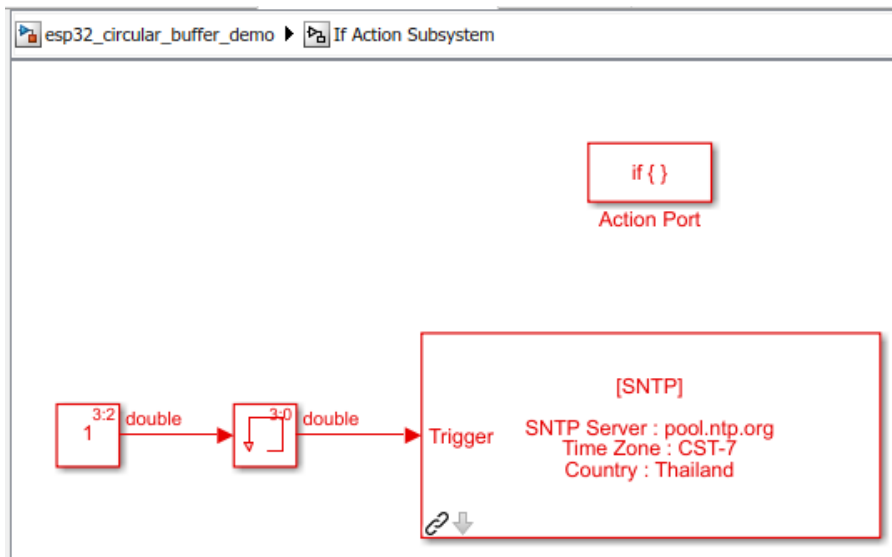 esp32_circular_buffer_demo If Action Subsystem
if { }
Action Port
3:2
1
double
3:0
double
Trigger
[SNTP]
SNTP Server : pool.ntp.org
Time Zone : CST-7
Country : Thailand